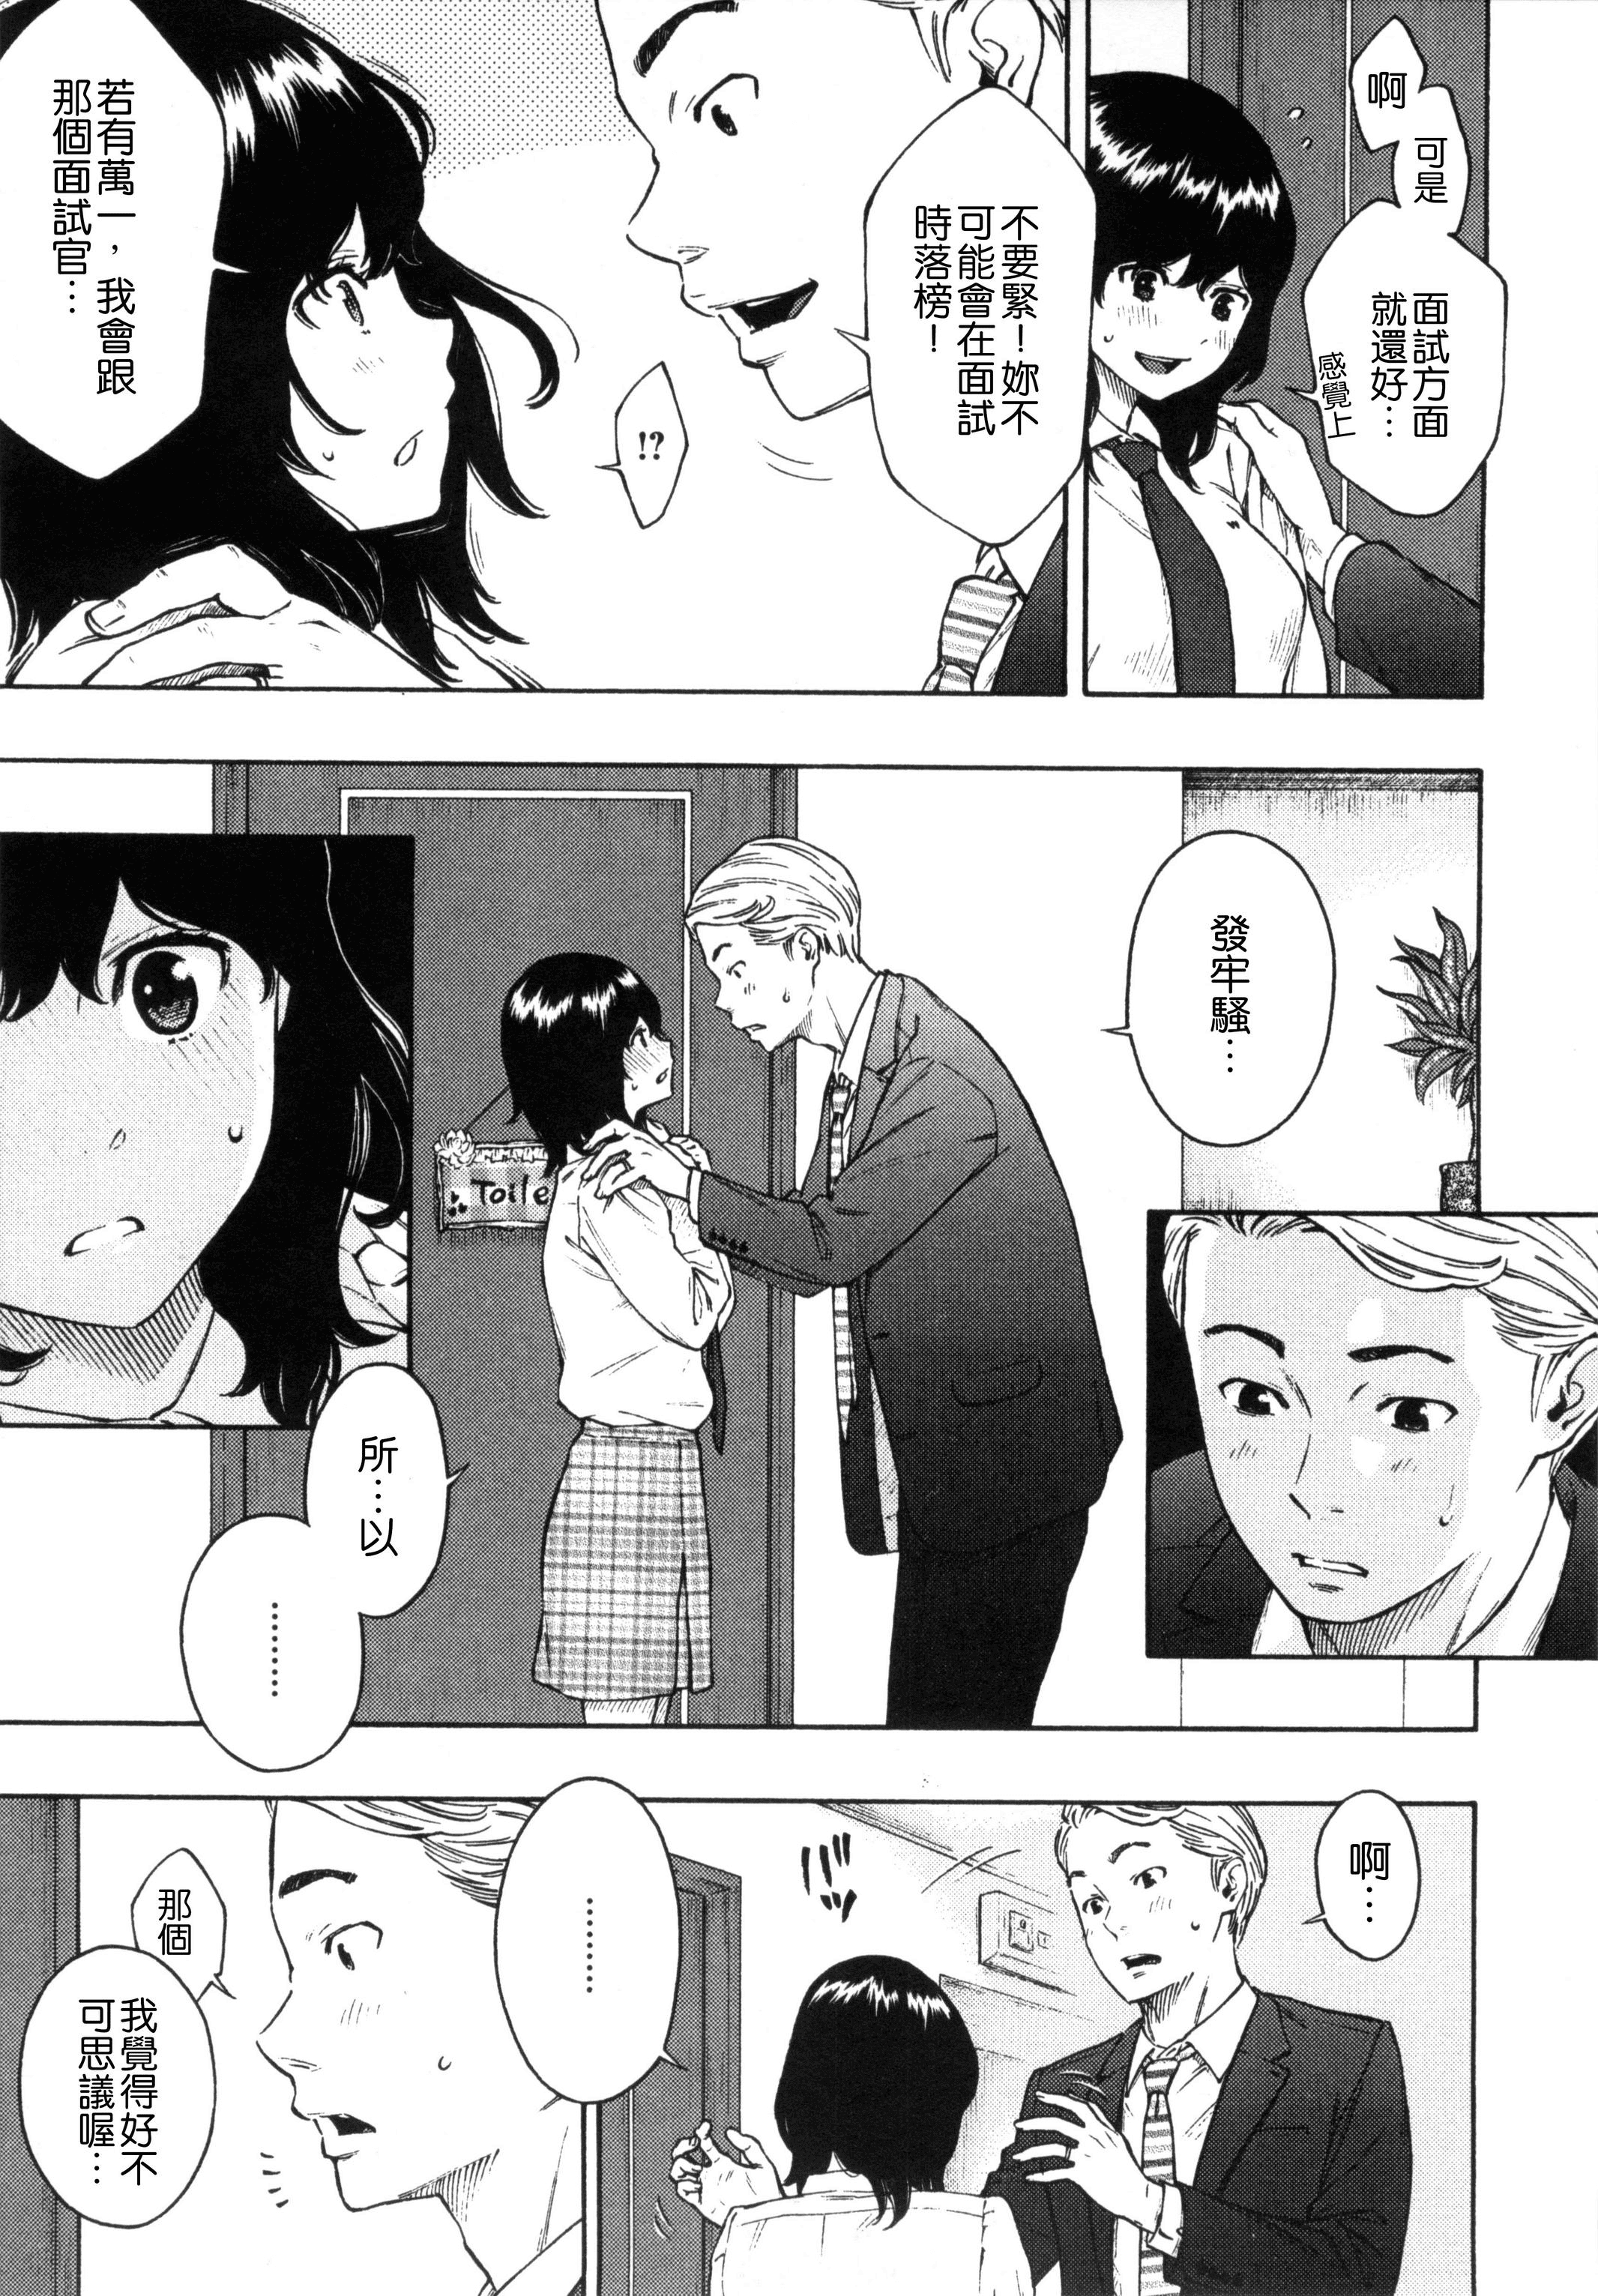 啊
可是
面試方面
就還好…
感覺上
不要緊！妳不
可能會在面試
時落榜！
!?
若有萬一，我會跟
那個面試官…
發牢騷…
Toile
所…以
………
啊…
………
那個
我覺得好不
可思議喔…